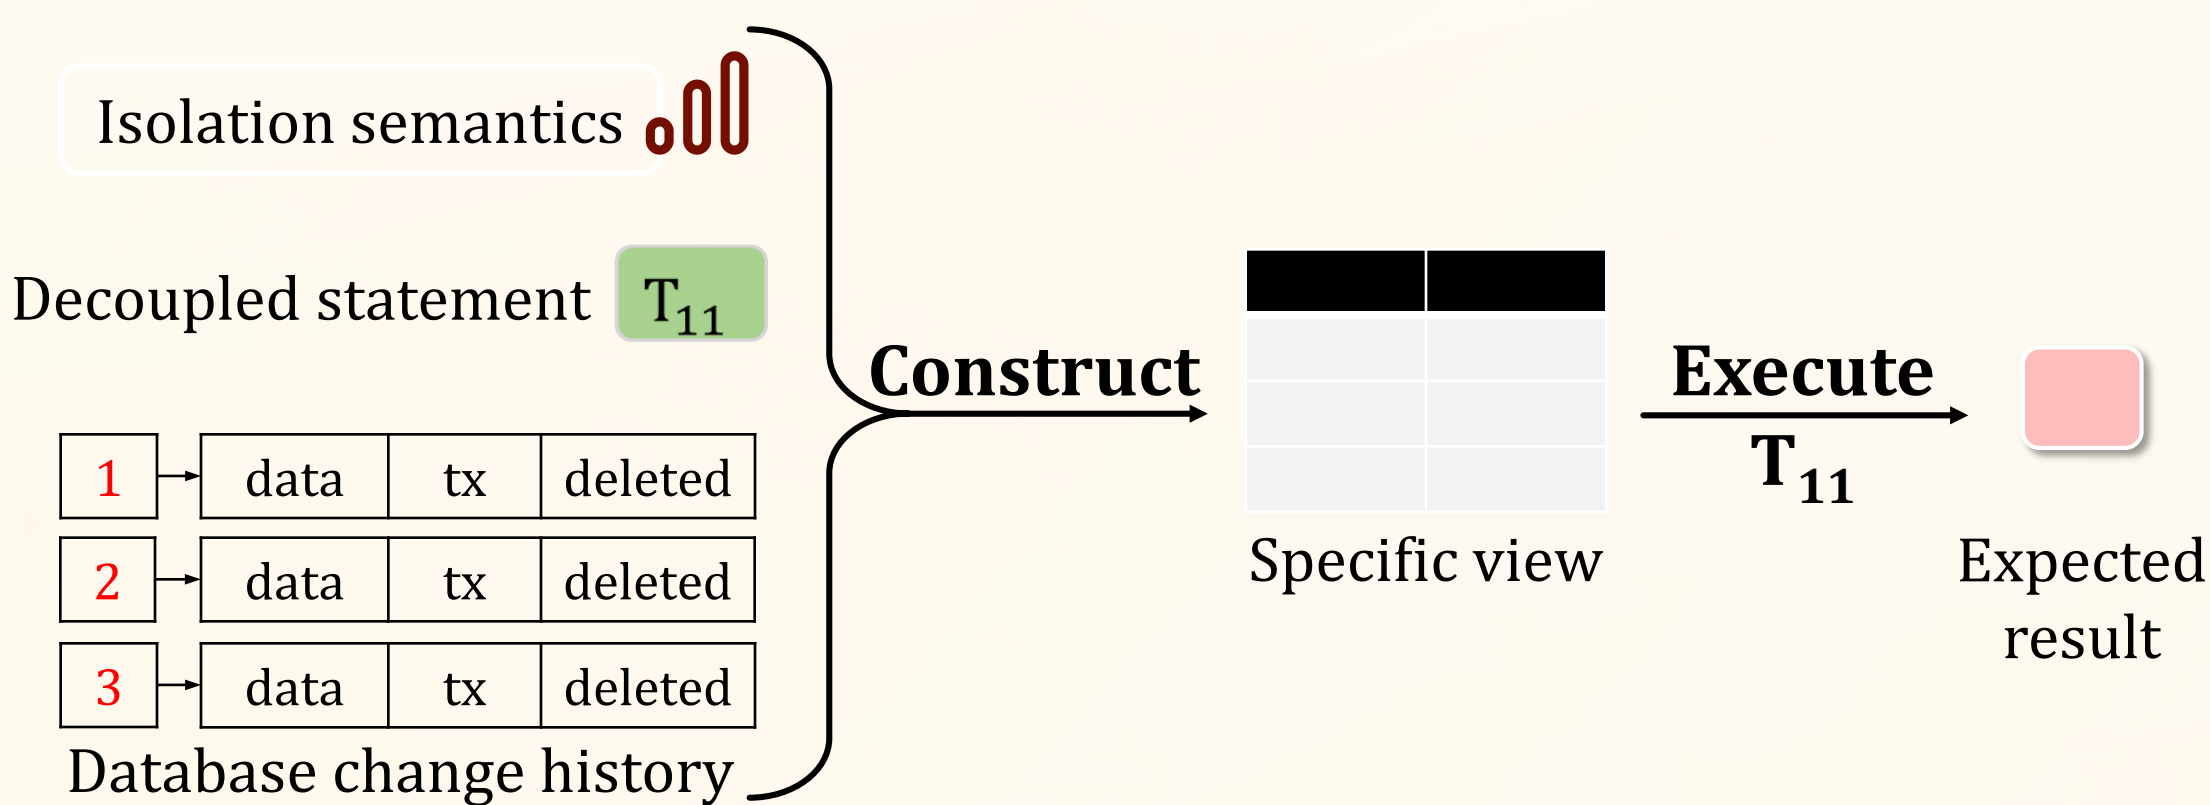 Isolation semantics
Decoupled statement T₁₁
1 data tx deleted
2 data tx deleted
3 data tx deleted
Database change history
Construct
Specific view
Execute
T₁₁
Expected
result